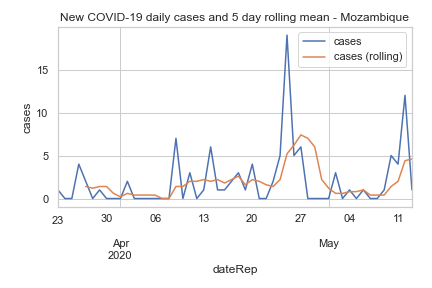 New COVID-19 daily cases and 5 day rolling mean - Mozambique
cases
cases (rolling)
15
10
5
0
cases
23
30
06
13
20
27
04
11
Apr
2020
May
dateRep